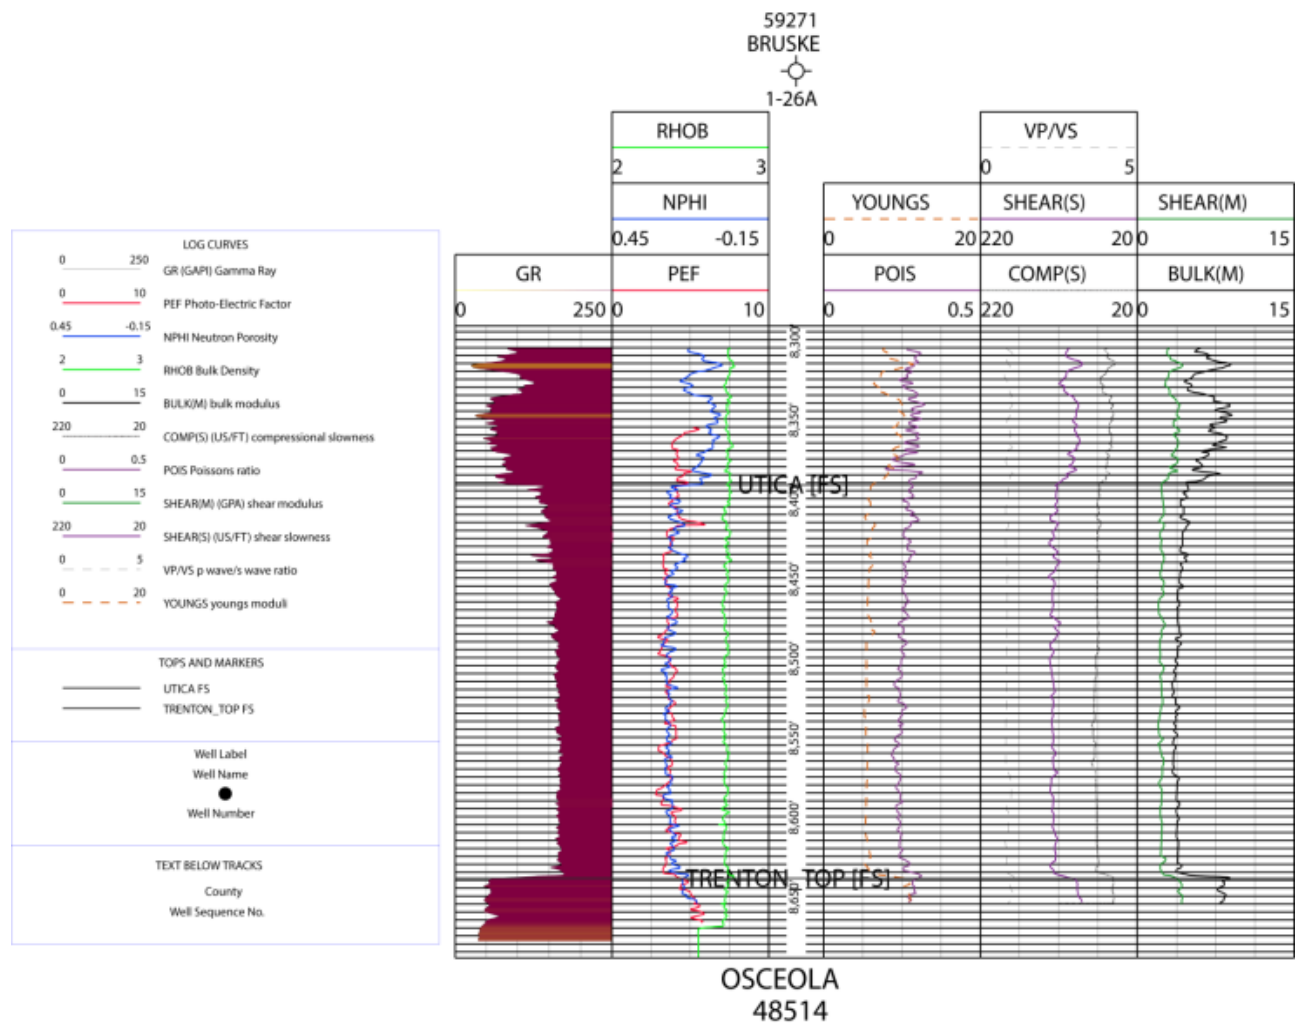 59271
BRUSKE
1-26A
RHOB
2 3
VP/VS
0 5
NPHI
0.45 -0.15
YOUNGS
0 20
SHEAR(S)
220 20
SHEAR(M)
0 15
GR
0 250
PEF
0 10
POIS
0 0.5
COMP(S)
220 20
BULK(M)
0 15
LOG CURVES
0 250
GR (GAPI) Gamma Ray
0 10
PEF Photo-Electric Factor
0.45 -0.15
NPHI Neutron Porosity
2 3
RHOB Bulk Density
0 15
BULK(M) bulk modulus
220 20
COMP(S) (US/FT) compressional slowness
0 0.5
POIS Poissons ratio
0 15
SHEAR(M) (GPA) shear modulus
220 20
SHEAR(S) (US/FT) shear slowness
0 5
VP/VS p wave/s wave ratio
0 20
YOUNGS youngs moduli
TOPS AND MARKERS
UTICA FS
TRENTON_TOP FS
Well Label
Well Name
Well Number
TEXT BELOW TRACKS
County
Well Sequence No.
8,300'
8,350'
UTICA [FS]
8,400'
8,450'
8,500'
8,550'
8,600'
TRENTON_TOP [FS]
8,650'
OSCEOLA
48514